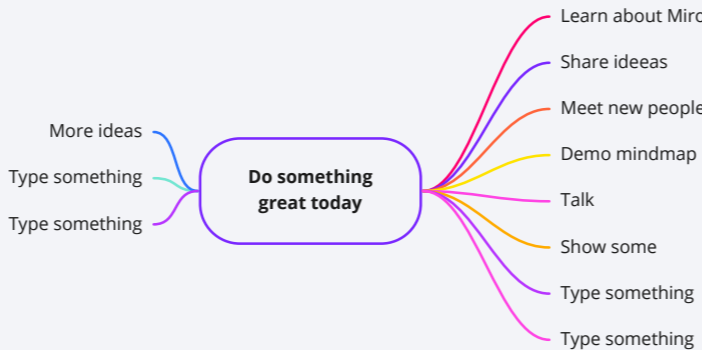 More ideas
Type something
Type something
Do something
great today
Learn about Miro
Share ideeas
Meet new people
Demo mindmap
Talk
Show some
Type something
Type something